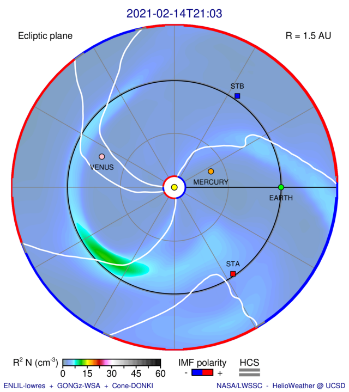 2021-02-14T21:03
Ecliptic plane
R = 1.5 AU
STB
VENUS
MERCURY
EARTH
STA
R² N (cm⁻³)
0 15 30 45 60
IMF polarity
- +
HCS
ENLIL-lowres + GONGz-WSA + Cone-DONKI
NASA/LWSSC - HelioWeather @ UCSD